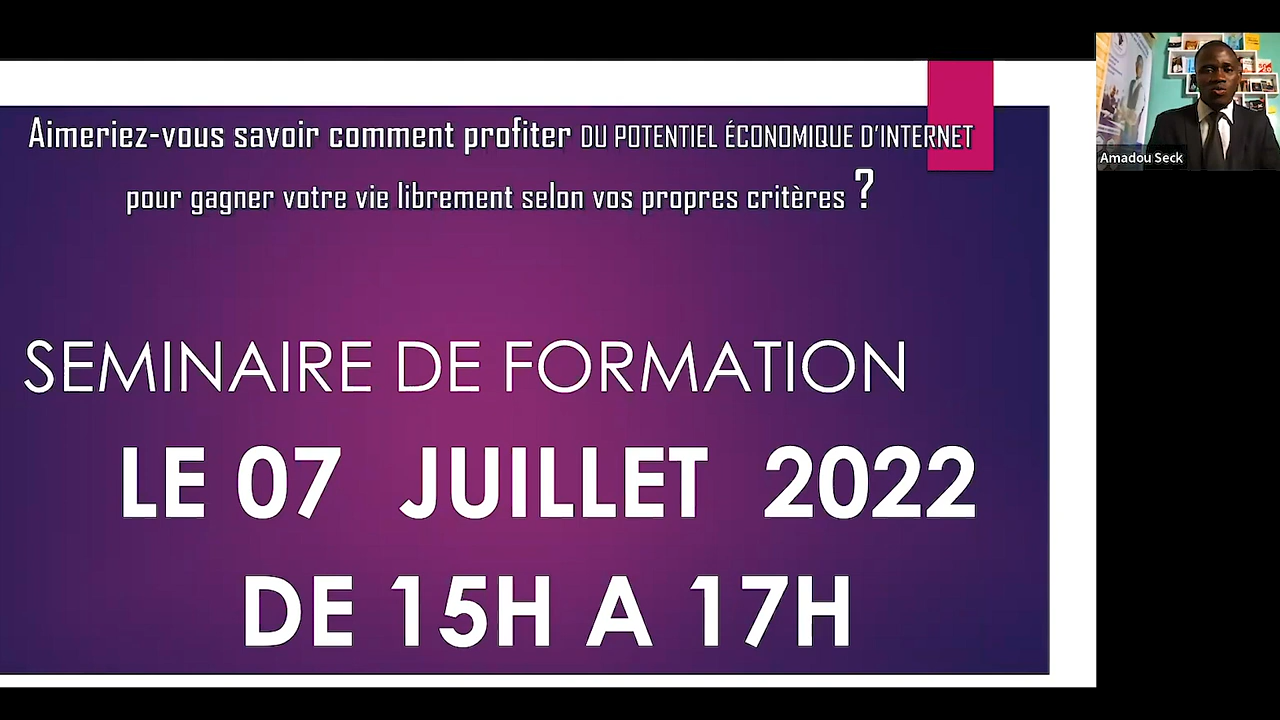 Aimeriez-vous savoir comment profiter DU POTENTIEL ÉCONOMIQUE D'INTERNET
pour gagner votre vie librement selon vos propres critères ?
SEMINAIRE DE FORMATION
LE 07 JUILLET 2022
DE 15H A 17H
Amadou Seck